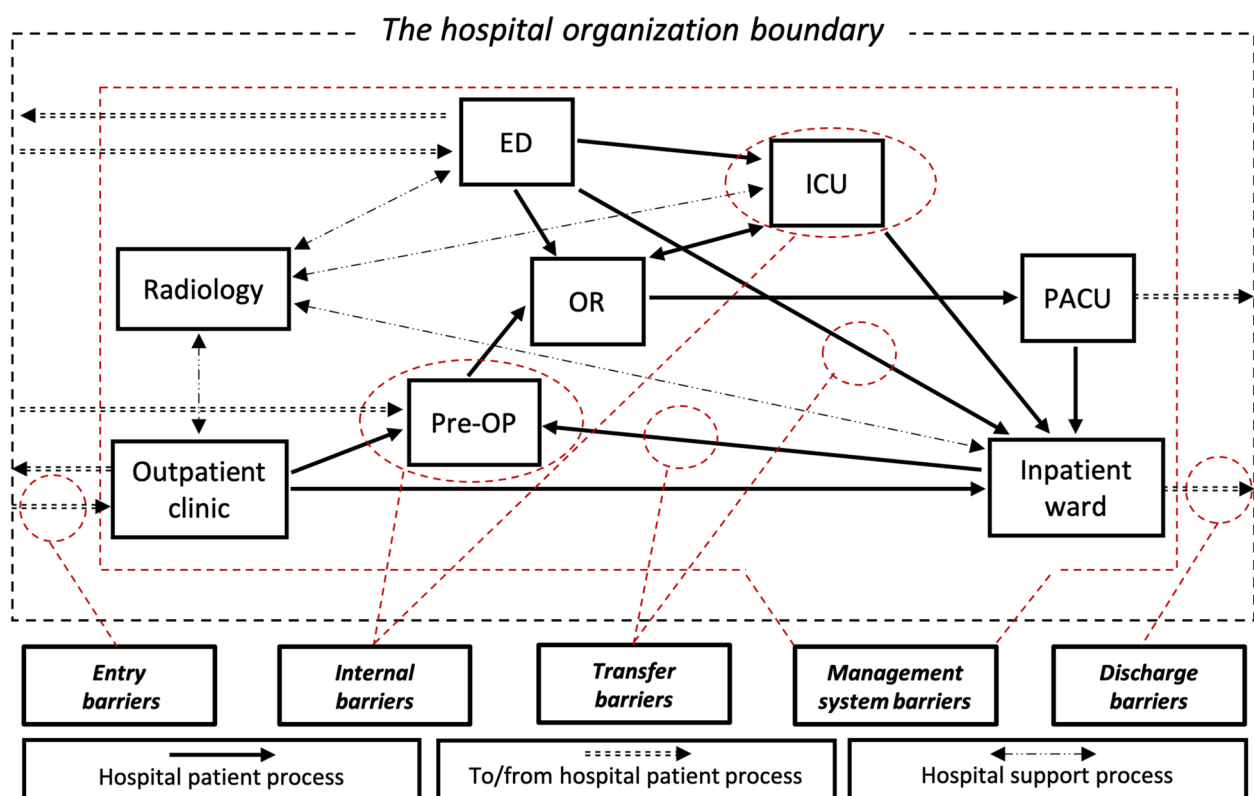 The hospital organization boundary
ED
ICU
Radiology
OR
PACU
Pre-OP
Outpatient
clinic
Inpatient
ward
Entry
barriers
Internal
barriers
Transfer
barriers
Management
system barriers
Discharge
barriers
Hospital patient process
To/from hospital patient process
Hospital support process